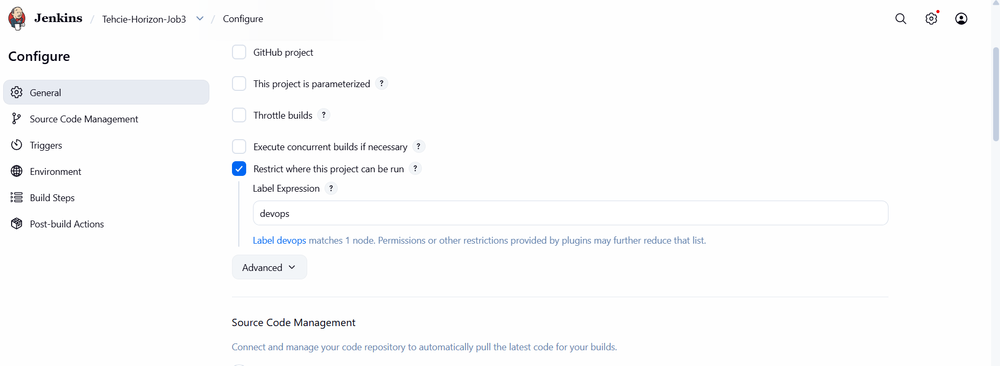 Jenkins / Tehcie-Horizon-Job3 / Configure
Configure
General
Source Code Management
Triggers
Environment
Build Steps
Post-build Actions
GitHub project
This project is parameterized ?
Throttle builds ?
Execute concurrent builds if necessary ?
Restrict where this project can be run ?
Label Expression ?
devops
Label devops matches 1 node. Permissions or other restrictions provided by plugins may further reduce that list.
Advanced
Source Code Management
Connect and manage your code repository to automatically pull the latest code for your builds.